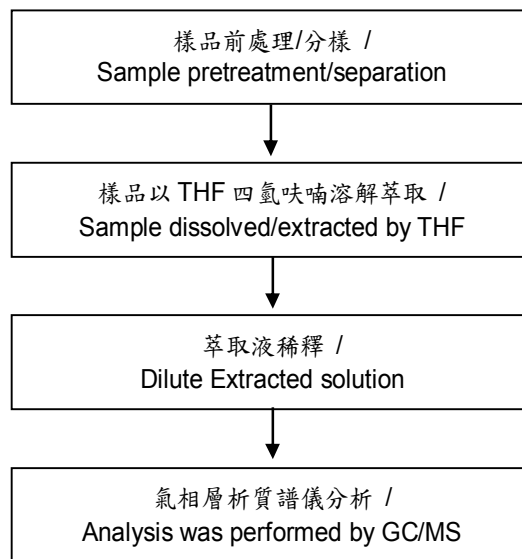 樣品前處理/分樣 /
Sample pretreatment/separation
樣品以 THF 四氫呋喃溶解萃取 /
Sample dissolved/extracted by THF
萃取液稀釋 /
Dilute Extracted solution
氣相層析質譜儀分析 /
Analysis was performed by GC/MS